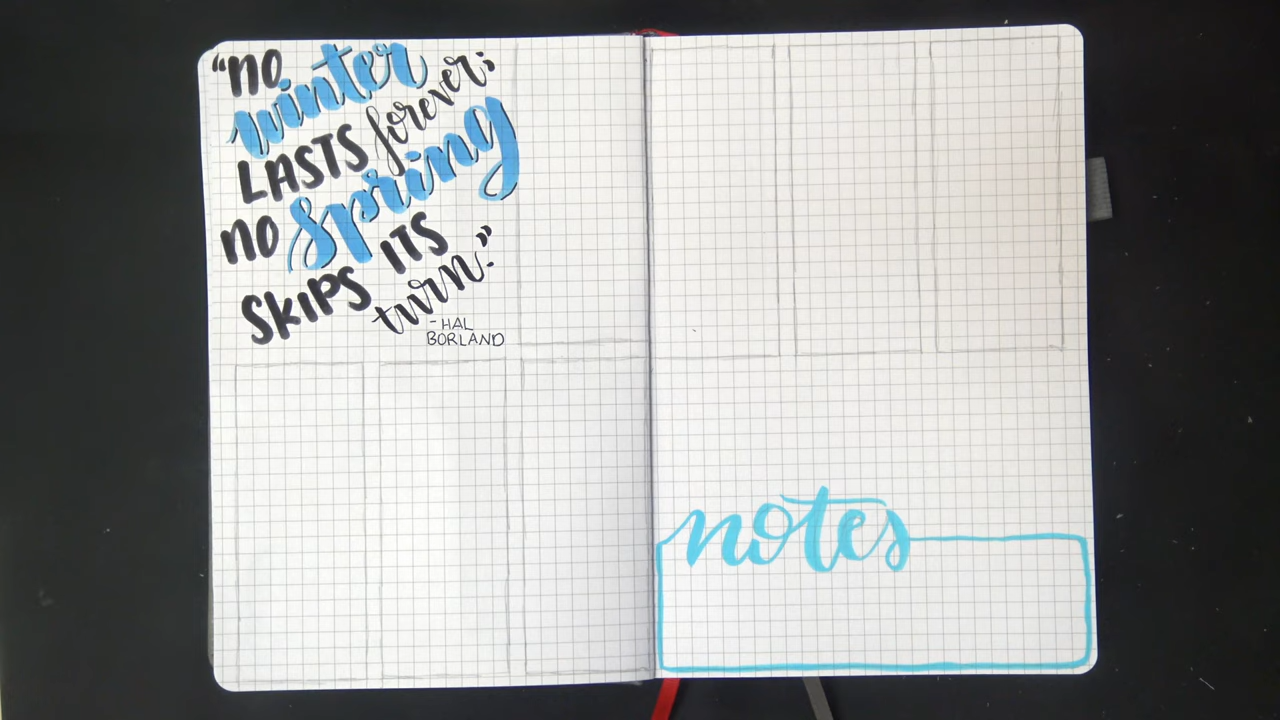 “no
winter
LASTS forever;
no spring
SKIPS ITS
turn.”
- HAL
BORLAND
notes